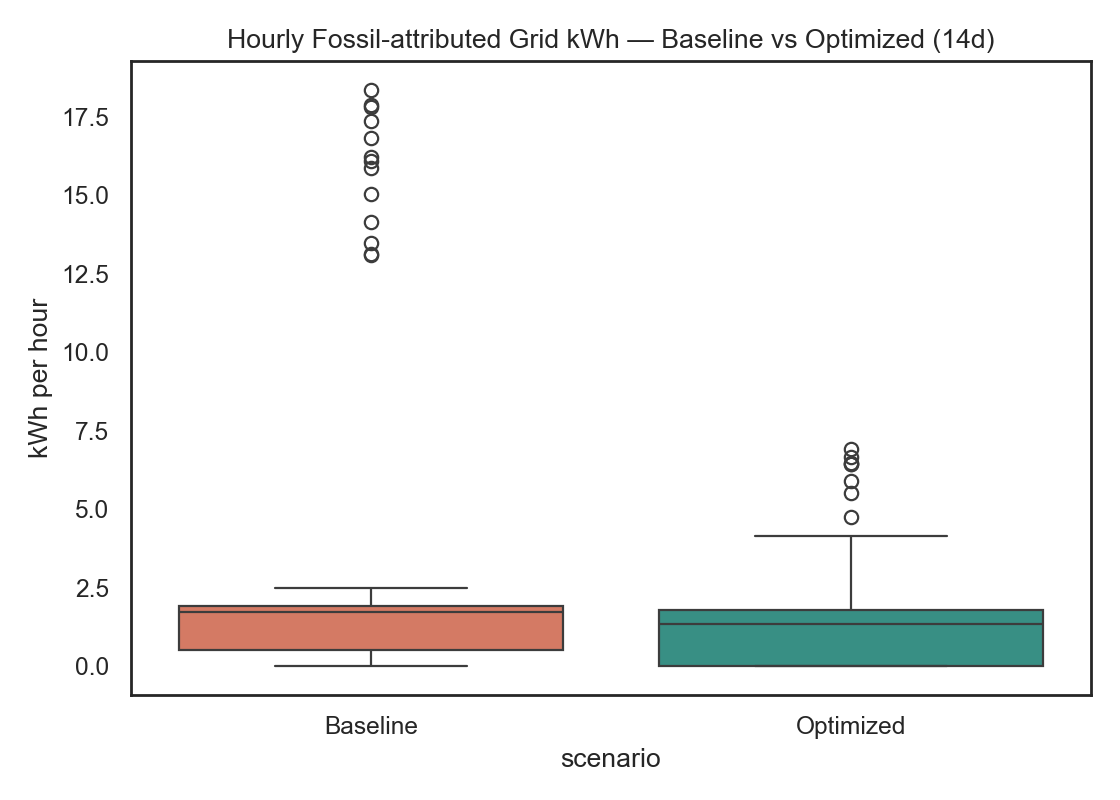 Hourly Fossil-attributed Grid kWh — Baseline vs Optimized (14d)
kWh per hour
17.5
15.0
12.5
10.0
7.5
5.0
2.5
0.0
Baseline
Optimized
scenario